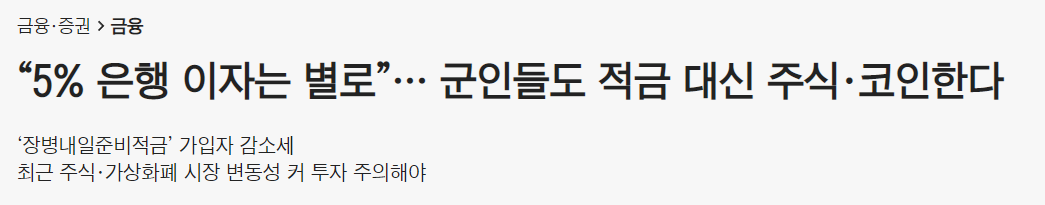 금융·증권 > 금융
“5% 은행 이자는 별로”… 군인들도 적금 대신 주식·코인한다
‘장병내일준비적금’ 가입자 감소세
최근 주식·가상화폐 시장 변동성 커 투자 주의해야